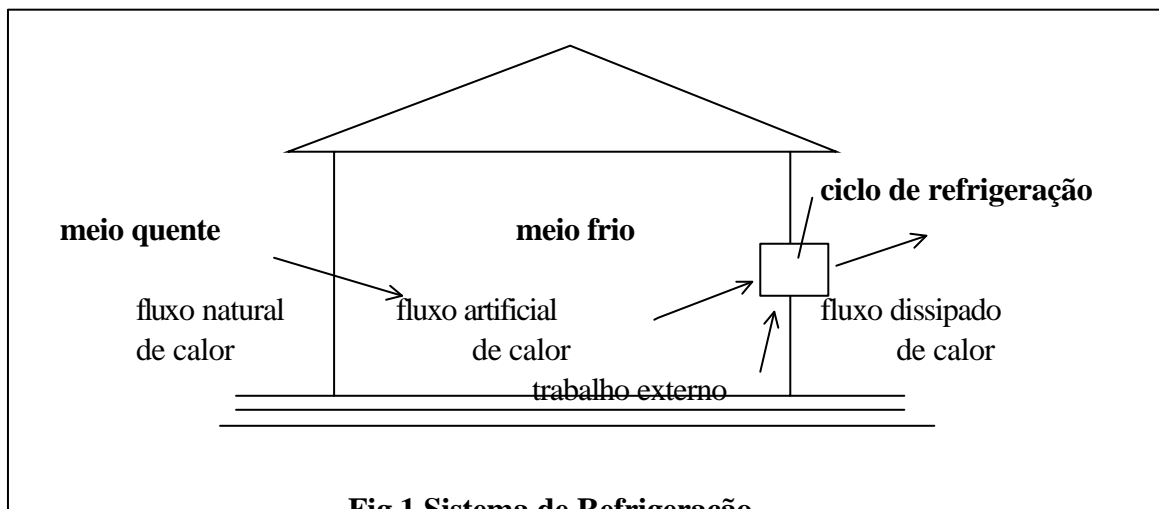 ciclo de refrigeração
meio quente
meio frio
fluxo natural
de calor
fluxo artificial
de calor
fluxo dissipado
de calor
trabalho externo
Fig.1 Sistema de Refrigeração